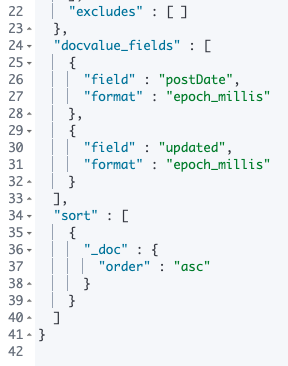 22 "excludes" : [ ]
23 },
24 "docvalue_fields" : [
25 {
26 "field" : "postDate",
27 "format" : "epoch_millis"
28 },
29 {
30 "field" : "updated",
31 "format" : "epoch_millis"
32 }
33 ],
34 "sort" : [
35 {
36 "_doc" : {
37 "order" : "asc"
38 }
39 }
40 ]
41 }
42